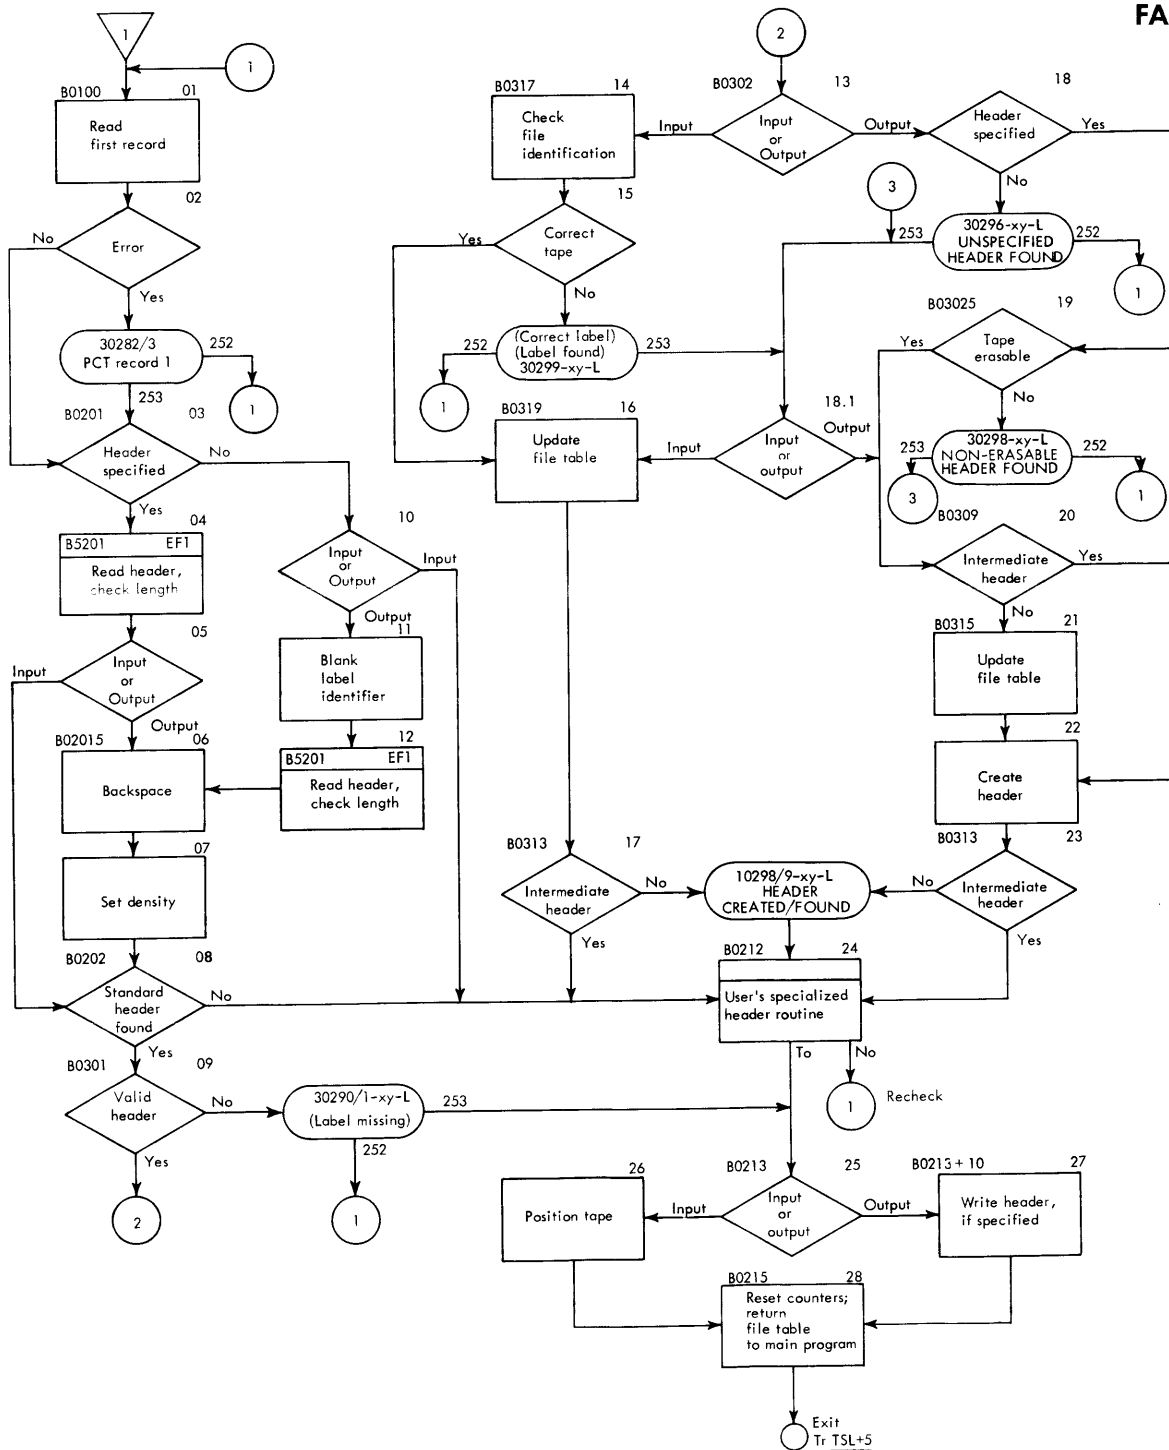 FA
1
1
B0100
01
Read
first record
02
No
Error
Yes
30282/3
PCT record 1
252
1
253
B0201
03
Header
specified
No
Yes
04
B5201
EF1
Read header,
check length
05
Input
Input
or
Output
Output
B02015
06
Backspace
07
Set density
B0202
08
Standard
header
found
No
Yes
B0301
09
Valid
header
No
Yes
2
30290/1-xy-L
(Label missing)
253
252
1
10
Input
or
Output
Input
Output
11
Blank
label
identifier
12
B5201
EF1
Read header,
check length
2
B0302
13
Input
or
Output
Input
Output
B0317
14
Check
file
identification
15
Correct
tape
Yes
No
(Correct label)
(Label found)
30299-xy-L
252
253
1
B0319
16
Update
file table
18.1
Output
Input
or
output
Input
18
Header
specified
Yes
No
3
253
30296-xy-L
UNSPECIFIED
HEADER FOUND
252
1
B03025
19
Tape
erasable
Yes
No
30298-xy-L
NON-ERASABLE
HEADER FOUND
253
252
3
1
B0309
20
Intermediate
header
Yes
No
B0315
21
Update
file table
22
Create
header
B0313
23
Intermediate
header
No
Yes
B0313
17
Intermediate
header
No
Yes
10298/9-xy-L
HEADER
CREATED/FOUND
B0212
24
User's specialized
header routine
To
No
1
Recheck
B0213
25
Input
or
output
Input
Output
26
Position tape
B0213 + 10
27
Write header,
if specified
B0215
28
Reset counters;
return
file table
to main program
Exit
Tr TSL+5